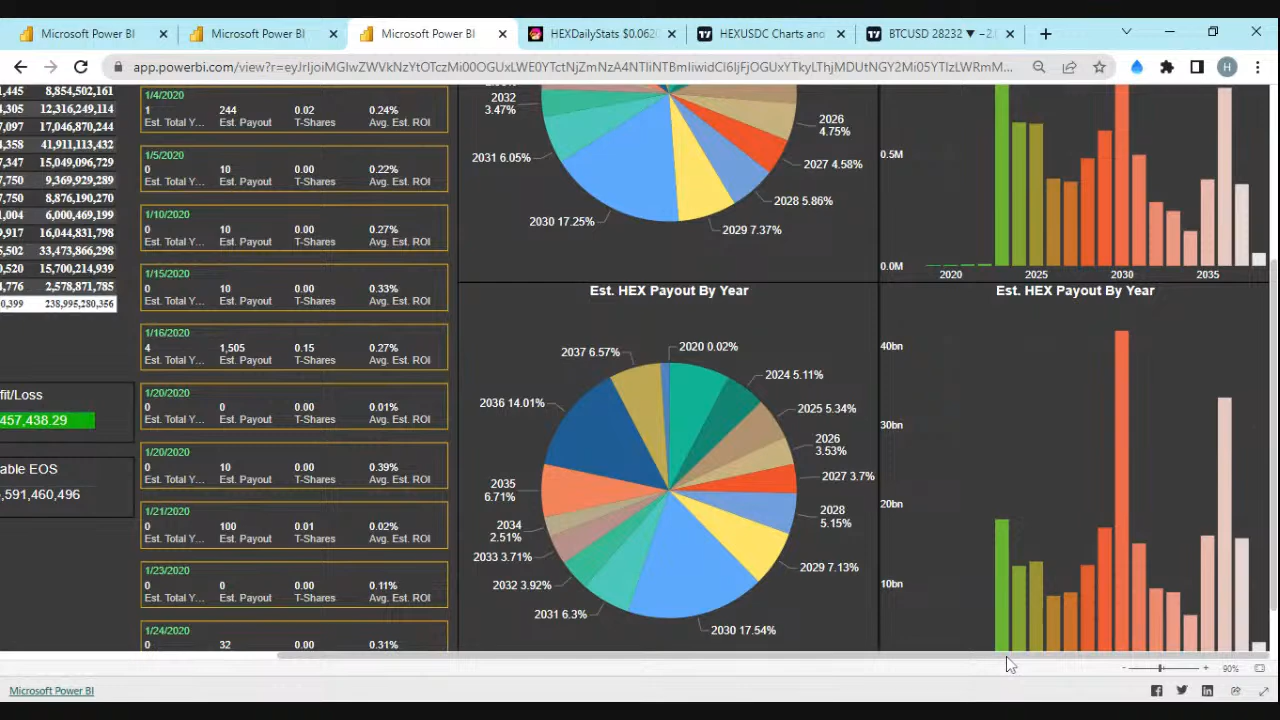 Microsoft Power BI
Microsoft Power BI
Microsoft Power BI
HEXDailyStats $0.062
HEXUSDC Charts and
BTCUSD 28232 ▼ −2.
app.powerbi.com/view?r=eyJrIjoiMGIwZWVkNzYtOTczMi00OGUxLWE0YTctNjZmNzA4NTliNTBmIiwidCI6IjFjOGUxYTkyLThjMDUtNGY2Mi05YTIzLWRmM...
H
1,445 8,854,502,161
4,305 12,316,249,114
7,097 17,046,870,244
4,358 41,911,113,432
7,347 15,049,096,729
7,750 9,369,929,289
7,750 8,876,190,270
1,004 6,000,469,199
9,917 16,044,831,798
5,502 33,473,866,298
0,520 15,700,214,939
4,776 2,578,871,785
0,399 238,995,280,356
fit/Loss
457,438.29
able EOS
,591,460,496
1/4/2020
1 244 0.02 0.24%
Est. Total Y... Est. Payout T-Shares Avg. Est. ROI
1/5/2020
0 10 0.00 0.22%
Est. Total Y... Est. Payout T-Shares Avg. Est. ROI
1/10/2020
0 10 0.00 0.27%
Est. Total Y... Est. Payout T-Shares Avg. Est. ROI
1/15/2020
0 10 0.00 0.33%
Est. Total Y... Est. Payout T-Shares Avg. Est. ROI
1/16/2020
4 1,505 0.15 0.27%
Est. Total Y... Est. Payout T-Shares Avg. Est. ROI
1/20/2020
0 0 0.00 0.01%
Est. Total Y... Est. Payout T-Shares Avg. Est. ROI
1/20/2020
0 10 0.00 0.39%
Est. Total Y... Est. Payout T-Shares Avg. Est. ROI
1/21/2020
0 100 0.01 0.02%
Est. Total Y... Est. Payout T-Shares Avg. Est. ROI
1/23/2020
0 0 0.00 0.11%
Est. Total Y... Est. Payout T-Shares Avg. Est. ROI
1/24/2020
0 32 0.00 0.31%
2032
3.47%
2026
4.75%
2031 6.05%
2027 4.58%
2028 5.86%
2030 17.25%
2029 7.37%
0.5M
0.0M
2020 2025 2030 2035
Est. HEX Payout By Year
2037 6.57%
2020 0.02%
2024 5.11%
2036 14.01%
2025 5.34%
2026
3.53%
2027 3.7%
2035
6.71%
2028
5.15%
2034
2.51%
2033 3.71%
2029 7.13%
2032 3.92%
2031 6.3%
2030 17.54%
Est. HEX Payout By Year
40bn
30bn
20bn
10bn
- + 90%
Microsoft Power BI